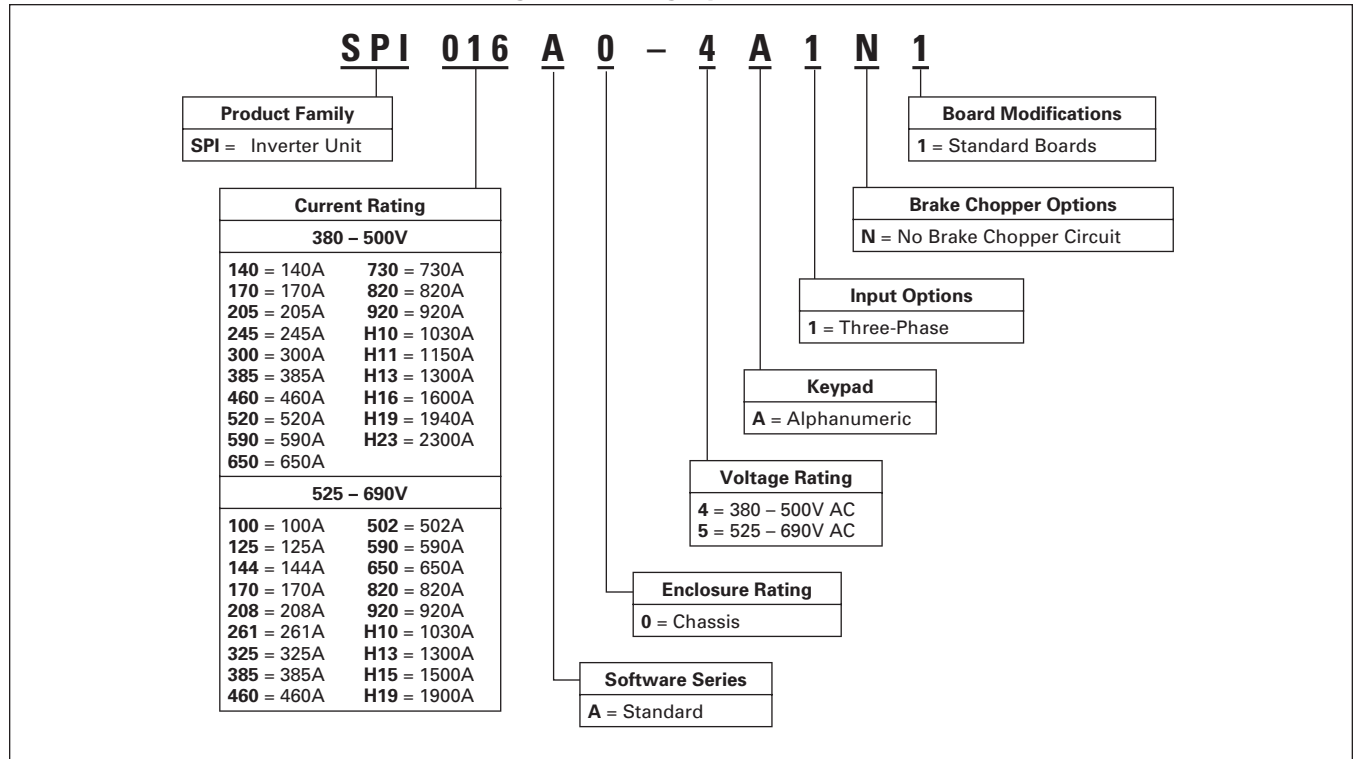 SPI 016 A 0 – 4 A 1 N 1
Product Family
SPI = Inverter Unit
Board Modifications
1 = Standard Boards
Current Rating
380 – 500V
140 = 140A 730 = 730A
170 = 170A 820 = 820A
205 = 205A 920 = 920A
245 = 245A H10 = 1030A
300 = 300A H11 = 1150A
385 = 385A H13 = 1300A
460 = 460A H16 = 1600A
520 = 520A H19 = 1940A
590 = 590A H23 = 2300A
650 = 650A
525 – 690V
100 = 100A 502 = 502A
125 = 125A 590 = 590A
144 = 144A 650 = 650A
170 = 170A 820 = 820A
208 = 208A 920 = 920A
261 = 261A H10 = 1030A
325 = 325A H13 = 1300A
385 = 385A H15 = 1500A
460 = 460A H19 = 1900A
Brake Chopper Options
N = No Brake Chopper Circuit
Input Options
1 = Three-Phase
Keypad
A = Alphanumeric
Voltage Rating
4 = 380 – 500V AC
5 = 525 – 690V AC
Enclosure Rating
0 = Chassis
Software Series
A = Standard